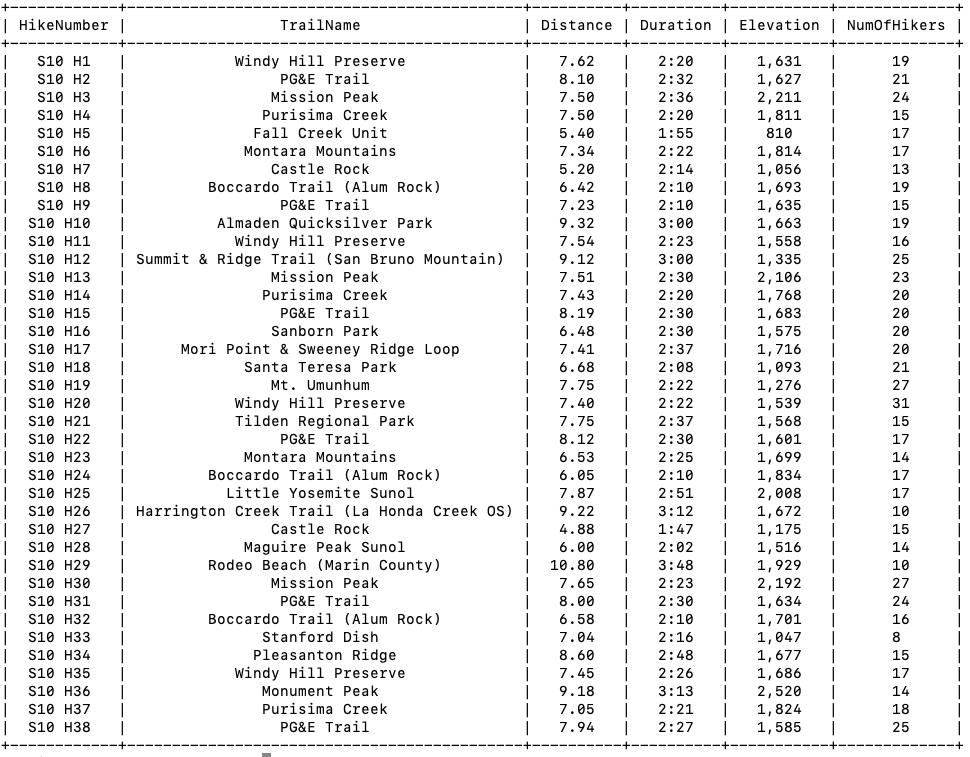 +------------+---------------------------------------------+----------+----------+-----------+-------------+
| HikeNumber | TrailName | Distance | Duration | Elevation | NumOfHikers |
+------------+---------------------------------------------+----------+----------+-----------+-------------+
| S10 H1 | Windy Hill Preserve | 7.62 | 2:20 | 1,631 | 19 |
| S10 H2 | PG&E Trail | 8.10 | 2:32 | 1,627 | 21 |
| S10 H3 | Mission Peak | 7.50 | 2:36 | 2,211 | 24 |
| S10 H4 | Purisima Creek | 7.50 | 2:20 | 1,811 | 15 |
| S10 H5 | Fall Creek Unit | 5.40 | 1:55 | 810 | 17 |
| S10 H6 | Montara Mountains | 7.34 | 2:22 | 1,814 | 17 |
| S10 H7 | Castle Rock | 5.20 | 2:14 | 1,056 | 13 |
| S10 H8 | Boccardo Trail (Alum Rock) | 6.42 | 2:10 | 1,693 | 19 |
| S10 H9 | PG&E Trail | 7.23 | 2:10 | 1,635 | 15 |
| S10 H10 | Almaden Quicksilver Park | 9.32 | 3:00 | 1,663 | 19 |
| S10 H11 | Windy Hill Preserve | 7.54 | 2:23 | 1,558 | 16 |
| S10 H12 | Summit & Ridge Trail (San Bruno Mountain) | 9.12 | 3:00 | 1,335 | 25 |
| S10 H13 | Mission Peak | 7.51 | 2:30 | 2,106 | 23 |
| S10 H14 | Purisima Creek | 7.43 | 2:20 | 1,768 | 20 |
| S10 H15 | PG&E Trail | 8.19 | 2:30 | 1,683 | 20 |
| S10 H16 | Sanborn Park | 6.48 | 2:30 | 1,575 | 20 |
| S10 H17 | Mori Point & Sweeney Ridge Loop | 7.41 | 2:37 | 1,716 | 20 |
| S10 H18 | Santa Teresa Park | 6.68 | 2:08 | 1,093 | 21 |
| S10 H19 | Mt. Umunhum | 7.75 | 2:22 | 1,276 | 27 |
| S10 H20 | Windy Hill Preserve | 7.40 | 2:22 | 1,539 | 31 |
| S10 H21 | Tilden Regional Park | 7.75 | 2:37 | 1,568 | 15 |
| S10 H22 | PG&E Trail | 8.12 | 2:30 | 1,601 | 17 |
| S10 H23 | Montara Mountains | 6.53 | 2:25 | 1,699 | 14 |
| S10 H24 | Boccardo Trail (Alum Rock) | 6.05 | 2:10 | 1,834 | 17 |
| S10 H25 | Little Yosemite Sunol | 7.87 | 2:51 | 2,008 | 17 |
| S10 H26 | Harrington Creek Trail (La Honda Creek OS) | 9.22 | 3:12 | 1,672 | 10 |
| S10 H27 | Castle Rock | 4.88 | 1:47 | 1,175 | 15 |
| S10 H28 | Maguire Peak Sunol | 6.00 | 2:02 | 1,516 | 14 |
| S10 H29 | Rodeo Beach (Marin County) | 10.80 | 3:48 | 1,929 | 10 |
| S10 H30 | Mission Peak | 7.65 | 2:23 | 2,192 | 27 |
| S10 H31 | PG&E Trail | 8.00 | 2:30 | 1,634 | 24 |
| S10 H32 | Boccardo Trail (Alum Rock) | 6.58 | 2:10 | 1,701 | 16 |
| S10 H33 | Stanford Dish | 7.04 | 2:16 | 1,047 | 8 |
| S10 H34 | Pleasanton Ridge | 8.60 | 2:48 | 1,677 | 15 |
| S10 H35 | Windy Hill Preserve | 7.45 | 2:26 | 1,686 | 17 |
| S10 H36 | Monument Peak | 9.18 | 3:13 | 2,520 | 14 |
| S10 H37 | Purisima Creek | 7.05 | 2:21 | 1,824 | 18 |
| S10 H38 | PG&E Trail | 7.94 | 2:27 | 1,585 | 25 |
+------------+---------------------------------------------+----------+----------+-----------+-------------+